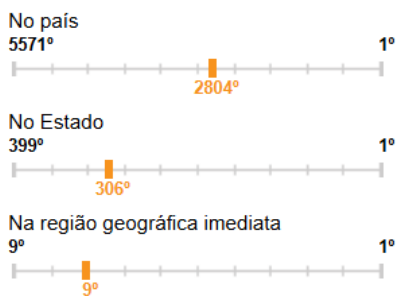 No país
5571º 1º
2804º
No Estado
399º 1º
306º
Na região geográfica imediata
9º 1º
9º